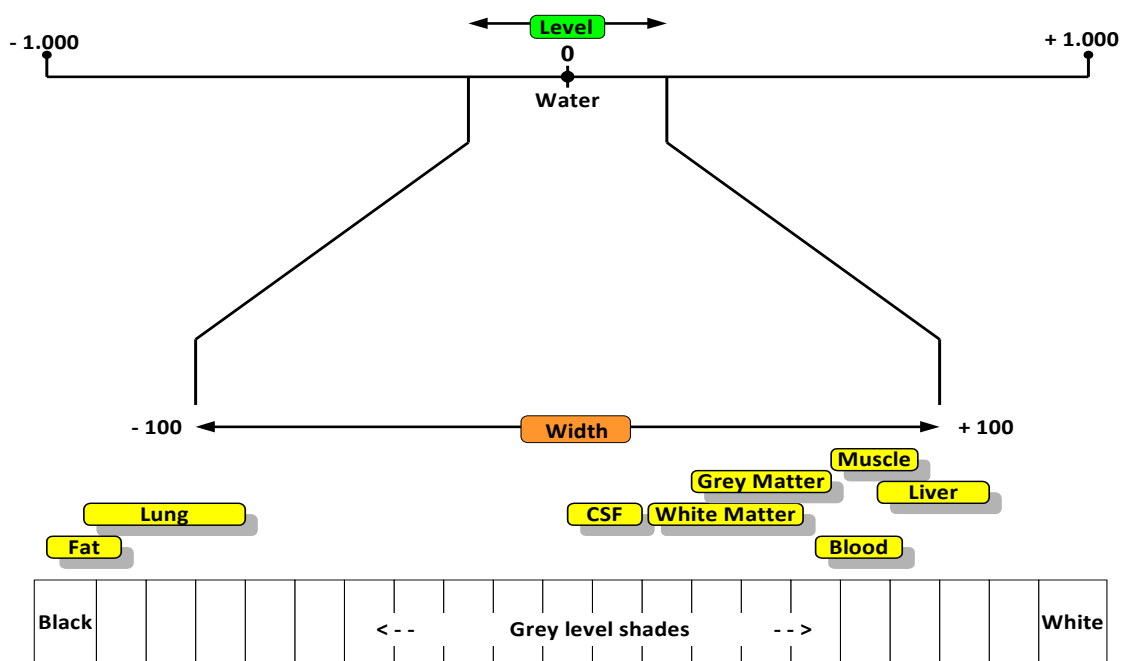 Level
- 1.000
0
+ 1.000
Water
- 100
Width
+ 100
Muscle
Grey Matter
Liver
Lung
CSF
White Matter
Fat
Blood
Black
< - -
Grey level shades
- - >
White